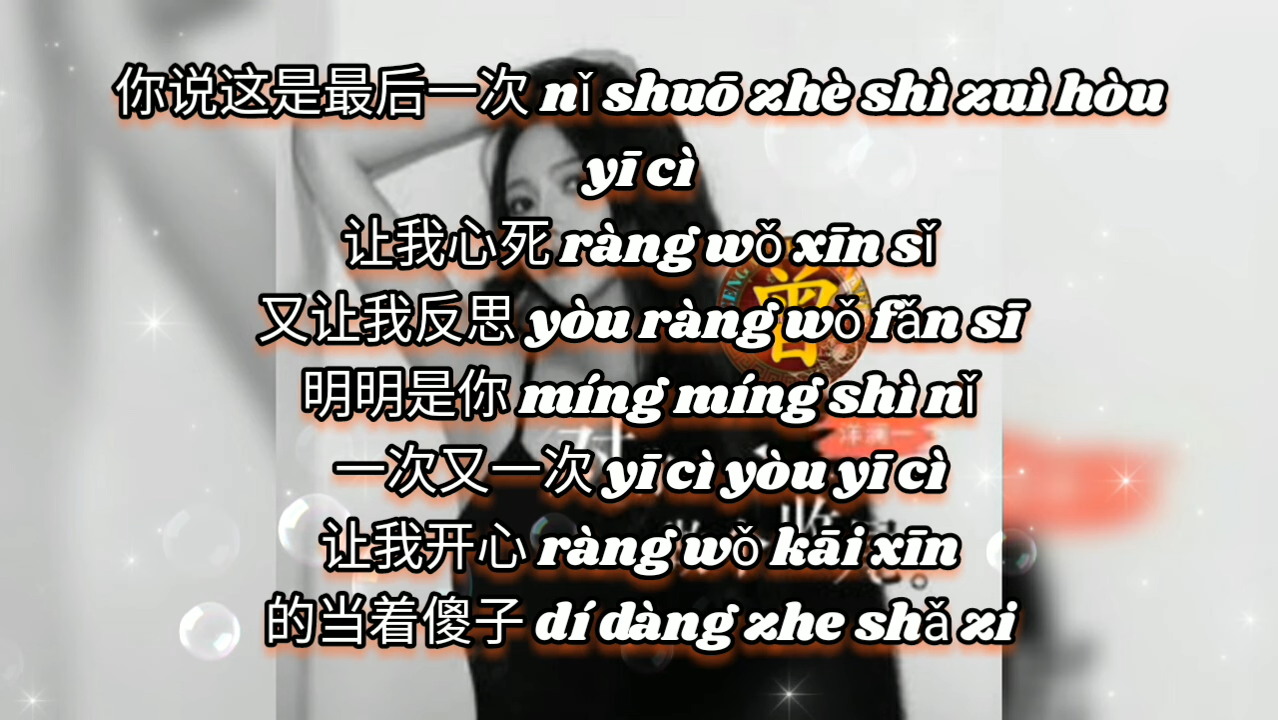 你说这是最后一次 nǐ shuō zhè shì zuì hòu
yī cì
让我心死 ràng wǒ xīn sǐ
又让我反思 yòu ràng wǒ fǎn sī
明明是你 míng míng shì nǐ
一次又一次 yī cì yòu yī cì
让我开心 ràng wǒ kāi xīn
的当着傻子 dí dàng zhe shǎ zi
曾